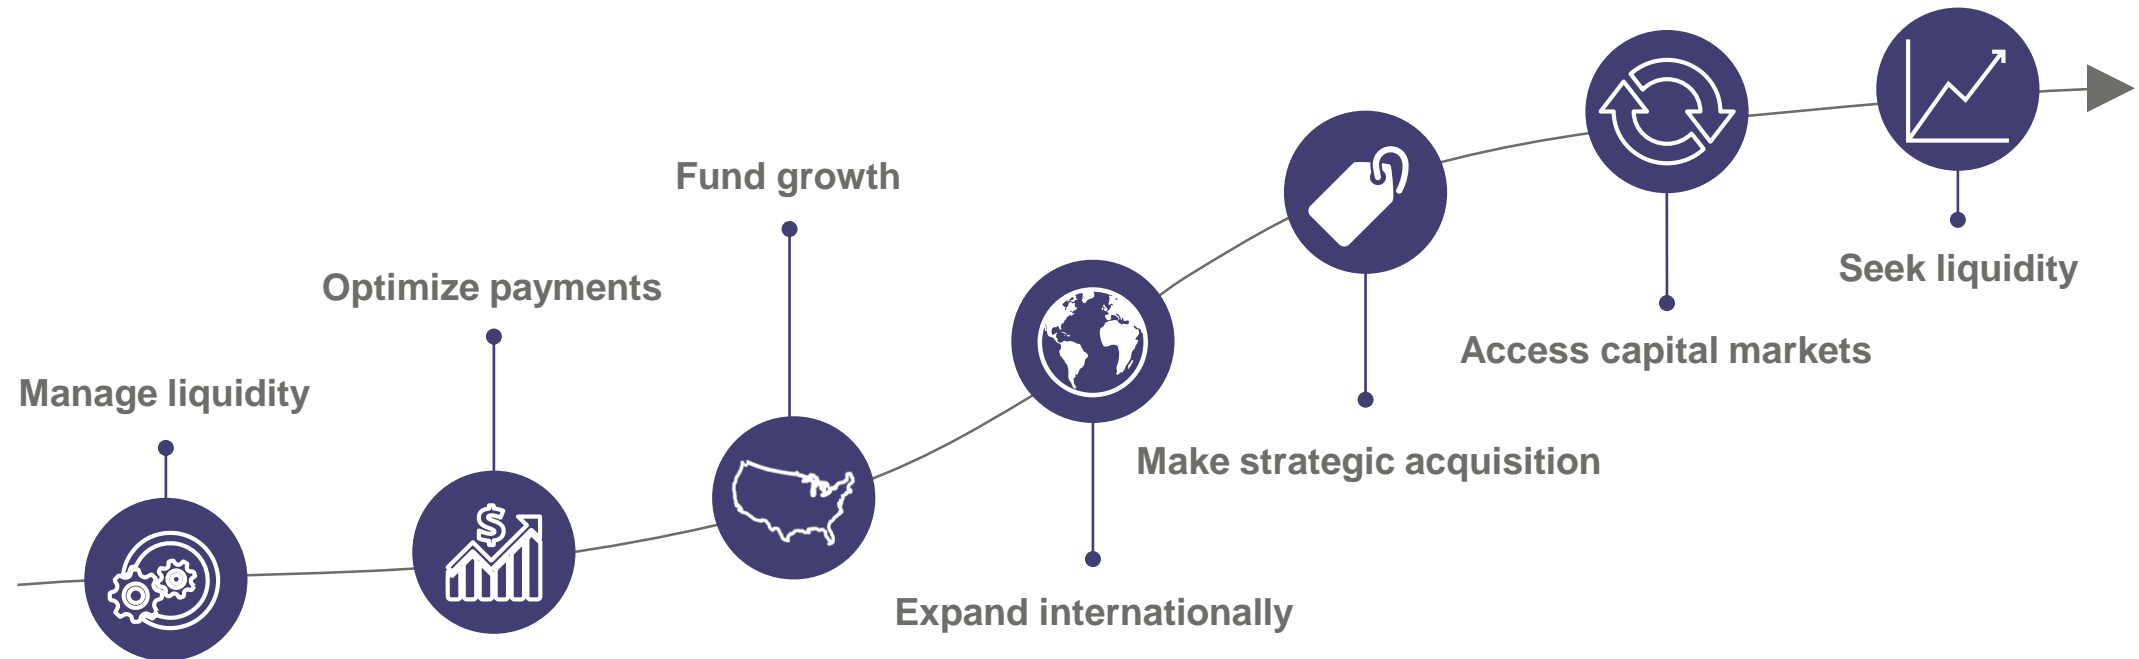 Manage liquidity
Optimize payments
Fund growth
Expand internationally
Make strategic acquisition
Access capital markets
Seek liquidity
$